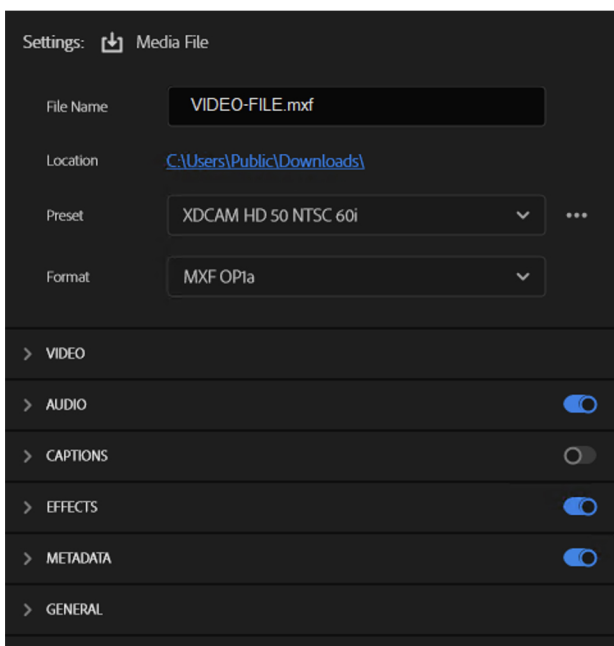 Settings: Media File
File Name VIDEO-FILE.mxf
Location C:\Users\Public\Downloads\
Preset XDCAM HD 50 NTSC 60i
Format MXF OP1a
VIDEO
AUDIO
CAPTIONS
EFFECTS
METADATA
GENERAL